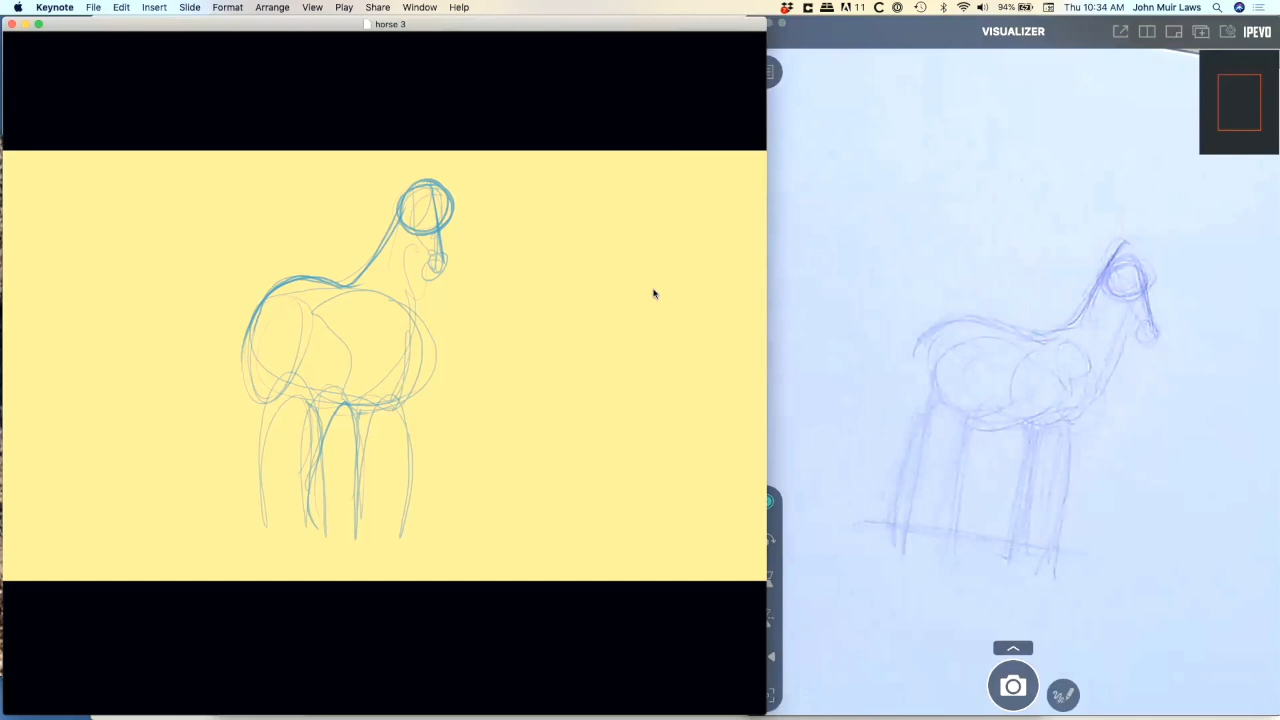 Keynote File Edit Insert Slide Format Arrange View Play Share Window Help 11 94% Thu 10:34 AM John Muir Laws
horse 3
VISUALIZER IPEVO